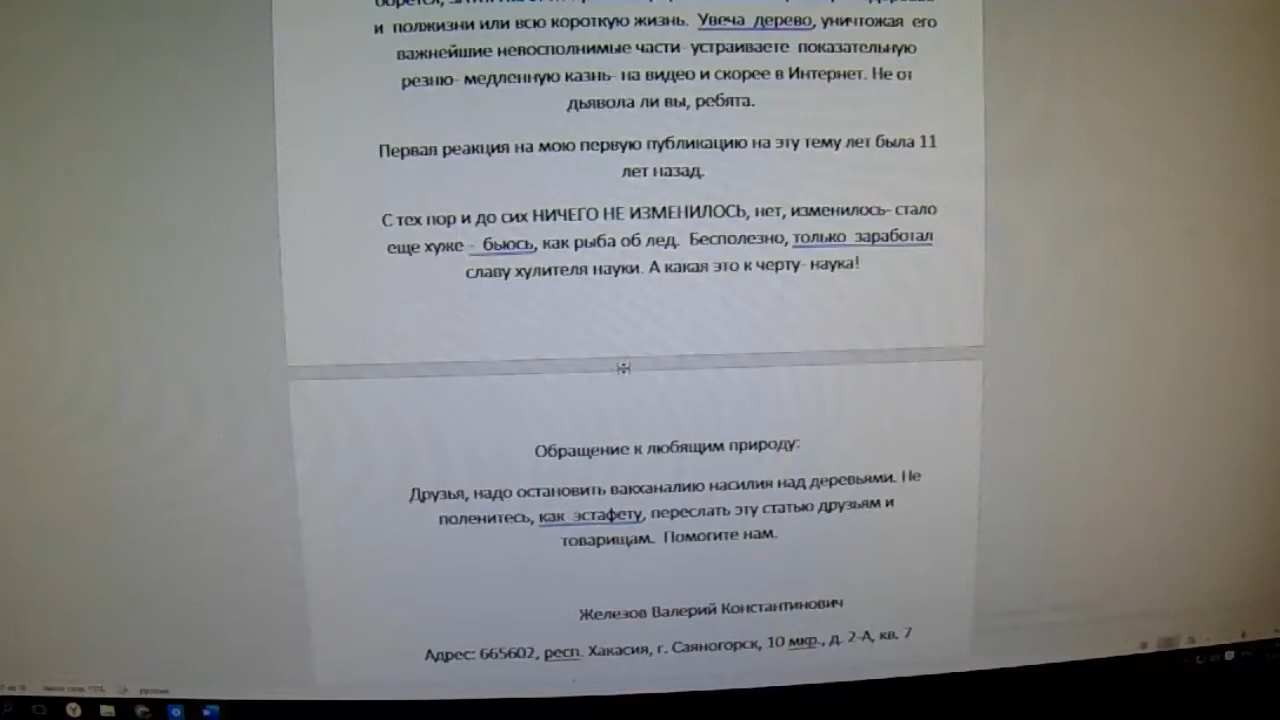 и полжизни или всю короткую жизнь. Увеча дерево, уничтожая его
важнейшие невосполнимые части- устраиваете показательную
резню- медленную казнь- на видео и скорее в Интернет. Не от
дьявола ли вы, ребята.
Первая реакция на мою первую публикацию на эту тему лет была 11
лет назад.
С тех пор и до сих НИЧЕГО НЕ ИЗМЕНИЛОСЬ, нет, изменилось- стало
еще хуже - бьюсь, как рыба об лед. Бесполезно, только заработал
славу хулителя науки. А какая это к черту- наука!
Обращение к любящим природу:
Друзья, надо остановить вакханалию насилия над деревьями. Не
поленитесь, как эстафету, переслать эту статью друзьям и
товарищам. Помогите нам.
Железов Валерий Константинович
Адрес: 665602, респ. Хакасия, г. Саяногорск, 10 мкр., д. 2-А, кв. 7
русский